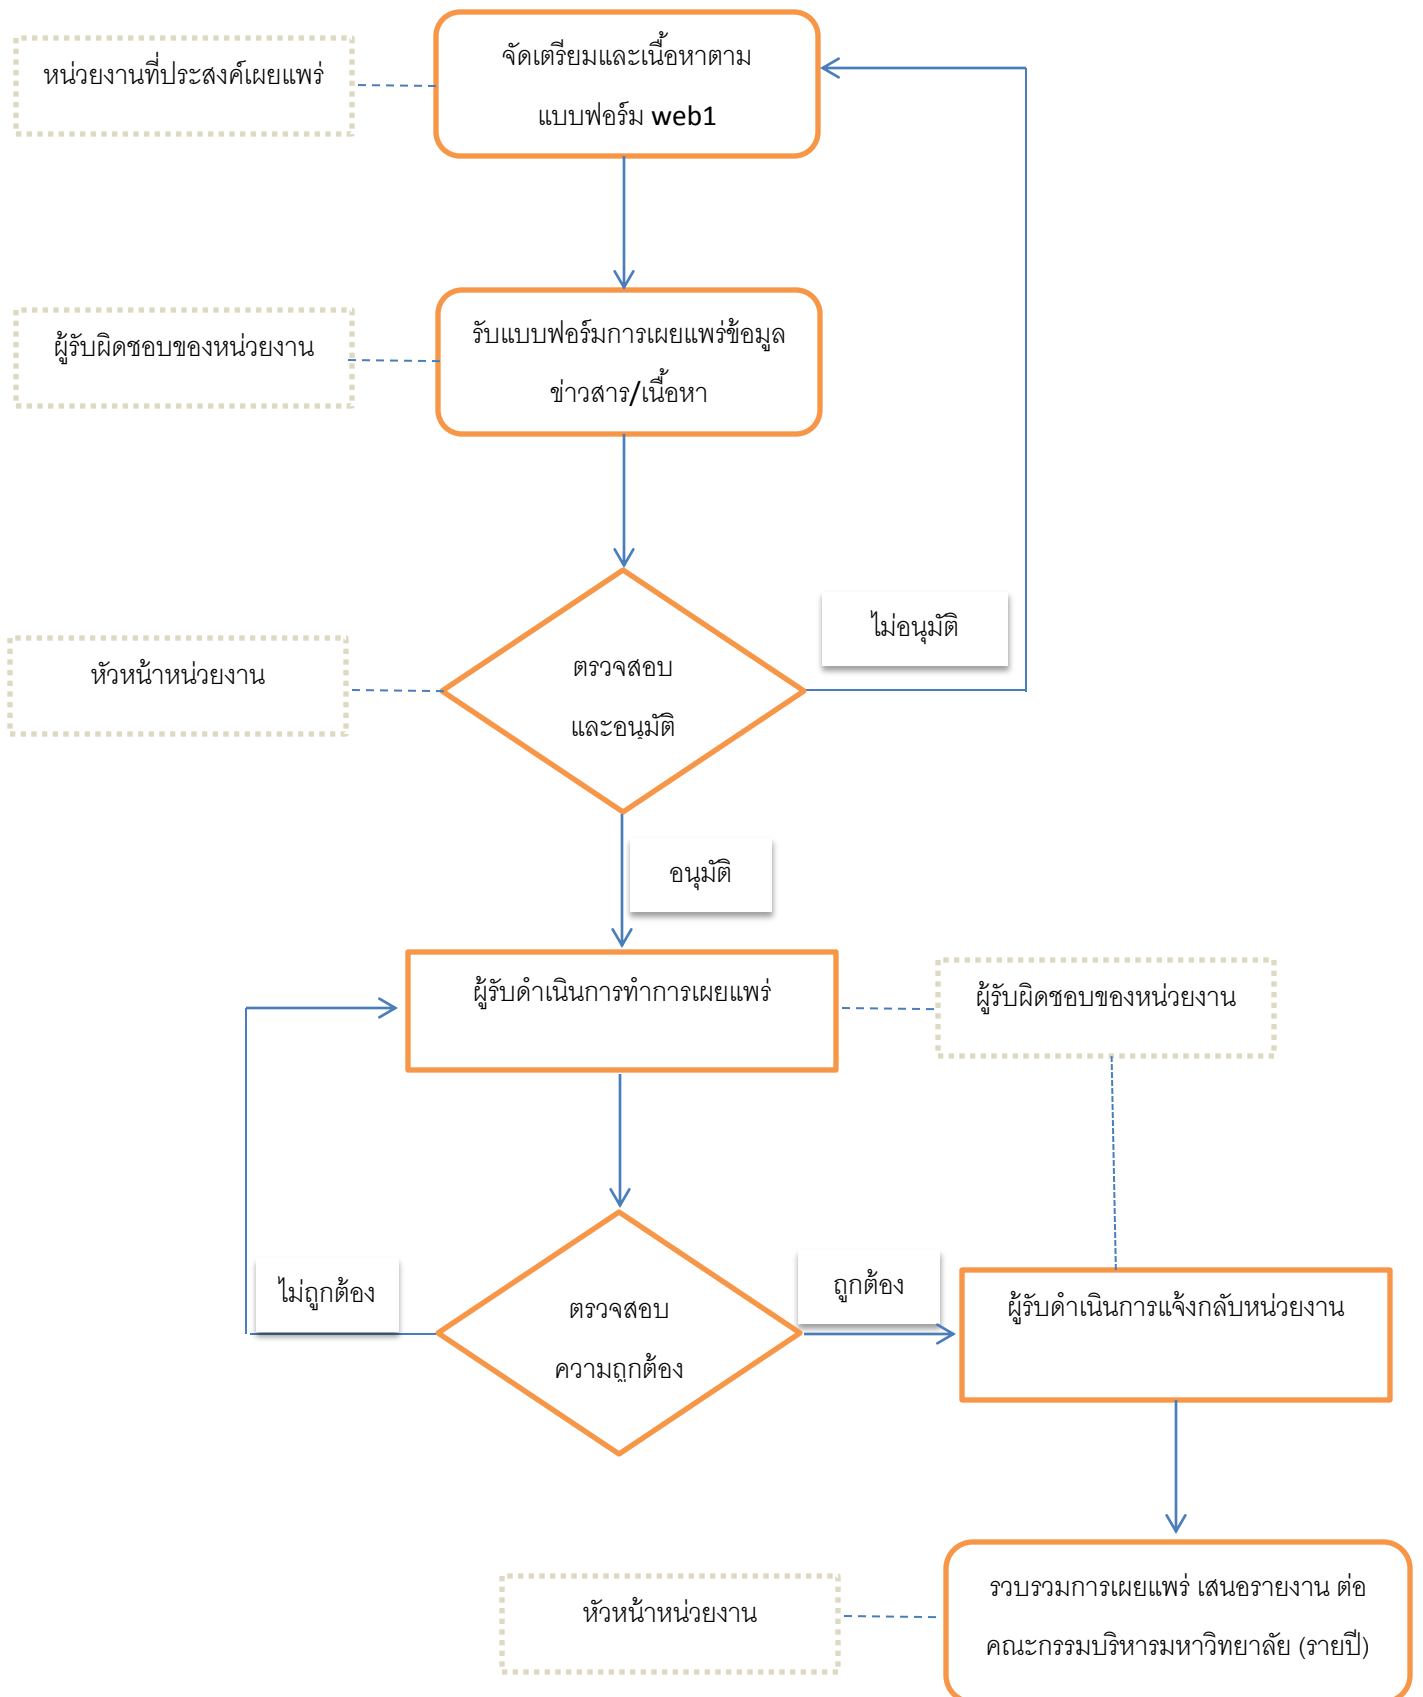 จัดเตรียมและเนื้อหาตาม
แบบฟอร์ม web1
หน่วยงานที่ประสงค์เผยแพร่
รับแบบฟอร์มการเผยแพร่ข้อมูล
ข่าวสาร/เนื้อหา
ผู้รับผิดชอบของหน่วยงาน
ไม่อนุมัติ
ตรวจสอบ
และอนุมัติ
หัวหน้าหน่วยงาน
อนุมัติ
ผู้รับดำเนินการทำการเผยแพร่
ผู้รับผิดชอบของหน่วยงาน
ไม่ถูกต้อง
ตรวจสอบ
ความถูกต้อง
ถูกต้อง
ผู้รับดำเนินการแจ้งกลับหน่วยงาน
หัวหน้าหน่วยงาน
รวบรวมการเผยแพร่ เสนอรายงาน ต่อ
คณะกรรมบริหารมหาวิทยาลัย (รายปี)